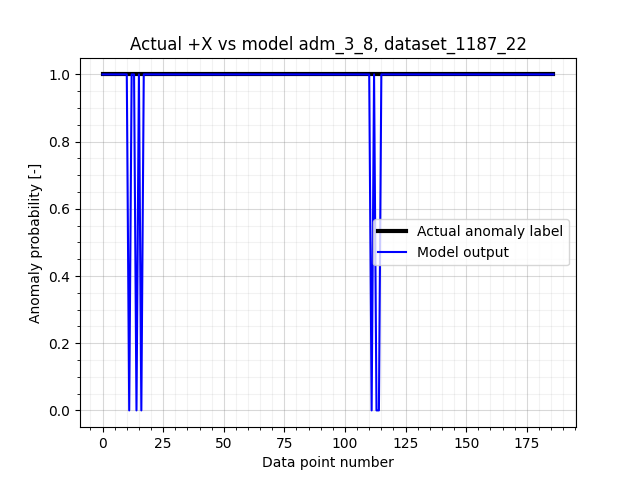 Actual +X vs model adm_3_8, dataset_1187_22
1.0
0.8
0.6
0.4
0.2
0.0
Anomaly probability [-]
Actual anomaly label
Model output
0 25 50 75 100 125 150 175
Data point number